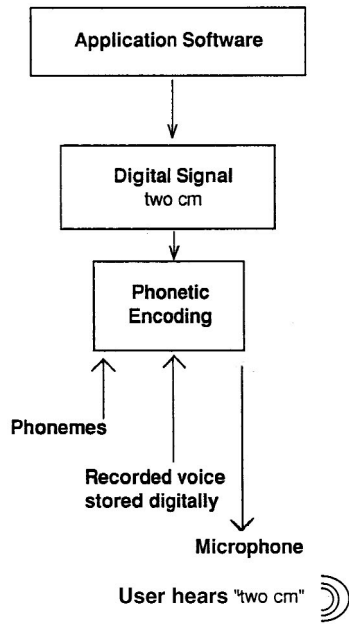 Application Software
Digital Signal
two cm
Phonetic
Encoding
Phonemes
Recorded voice
stored digitally
Microphone
User hears "two cm"